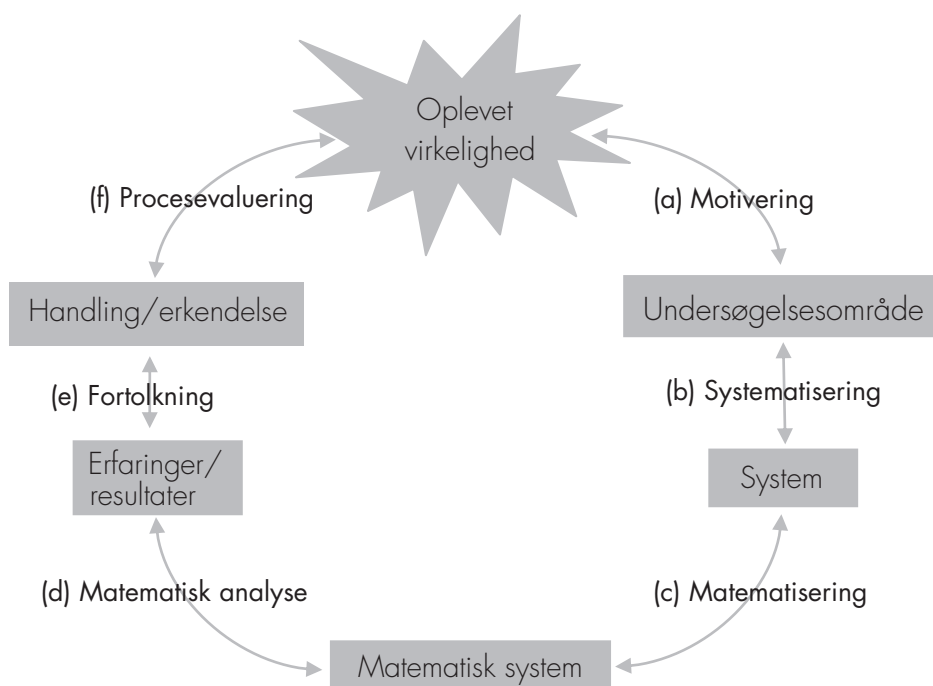 Oplevet
virkelighed
(f) Procesevaluering
(a) Motivering
Handling/erkendelse
Undersøgelsesområde
(e) Fortolkning
(b) Systematisering
Erfaringer/
resultater
System
(d) Matematisk analyse
(c) Matematisering
Matematisk system